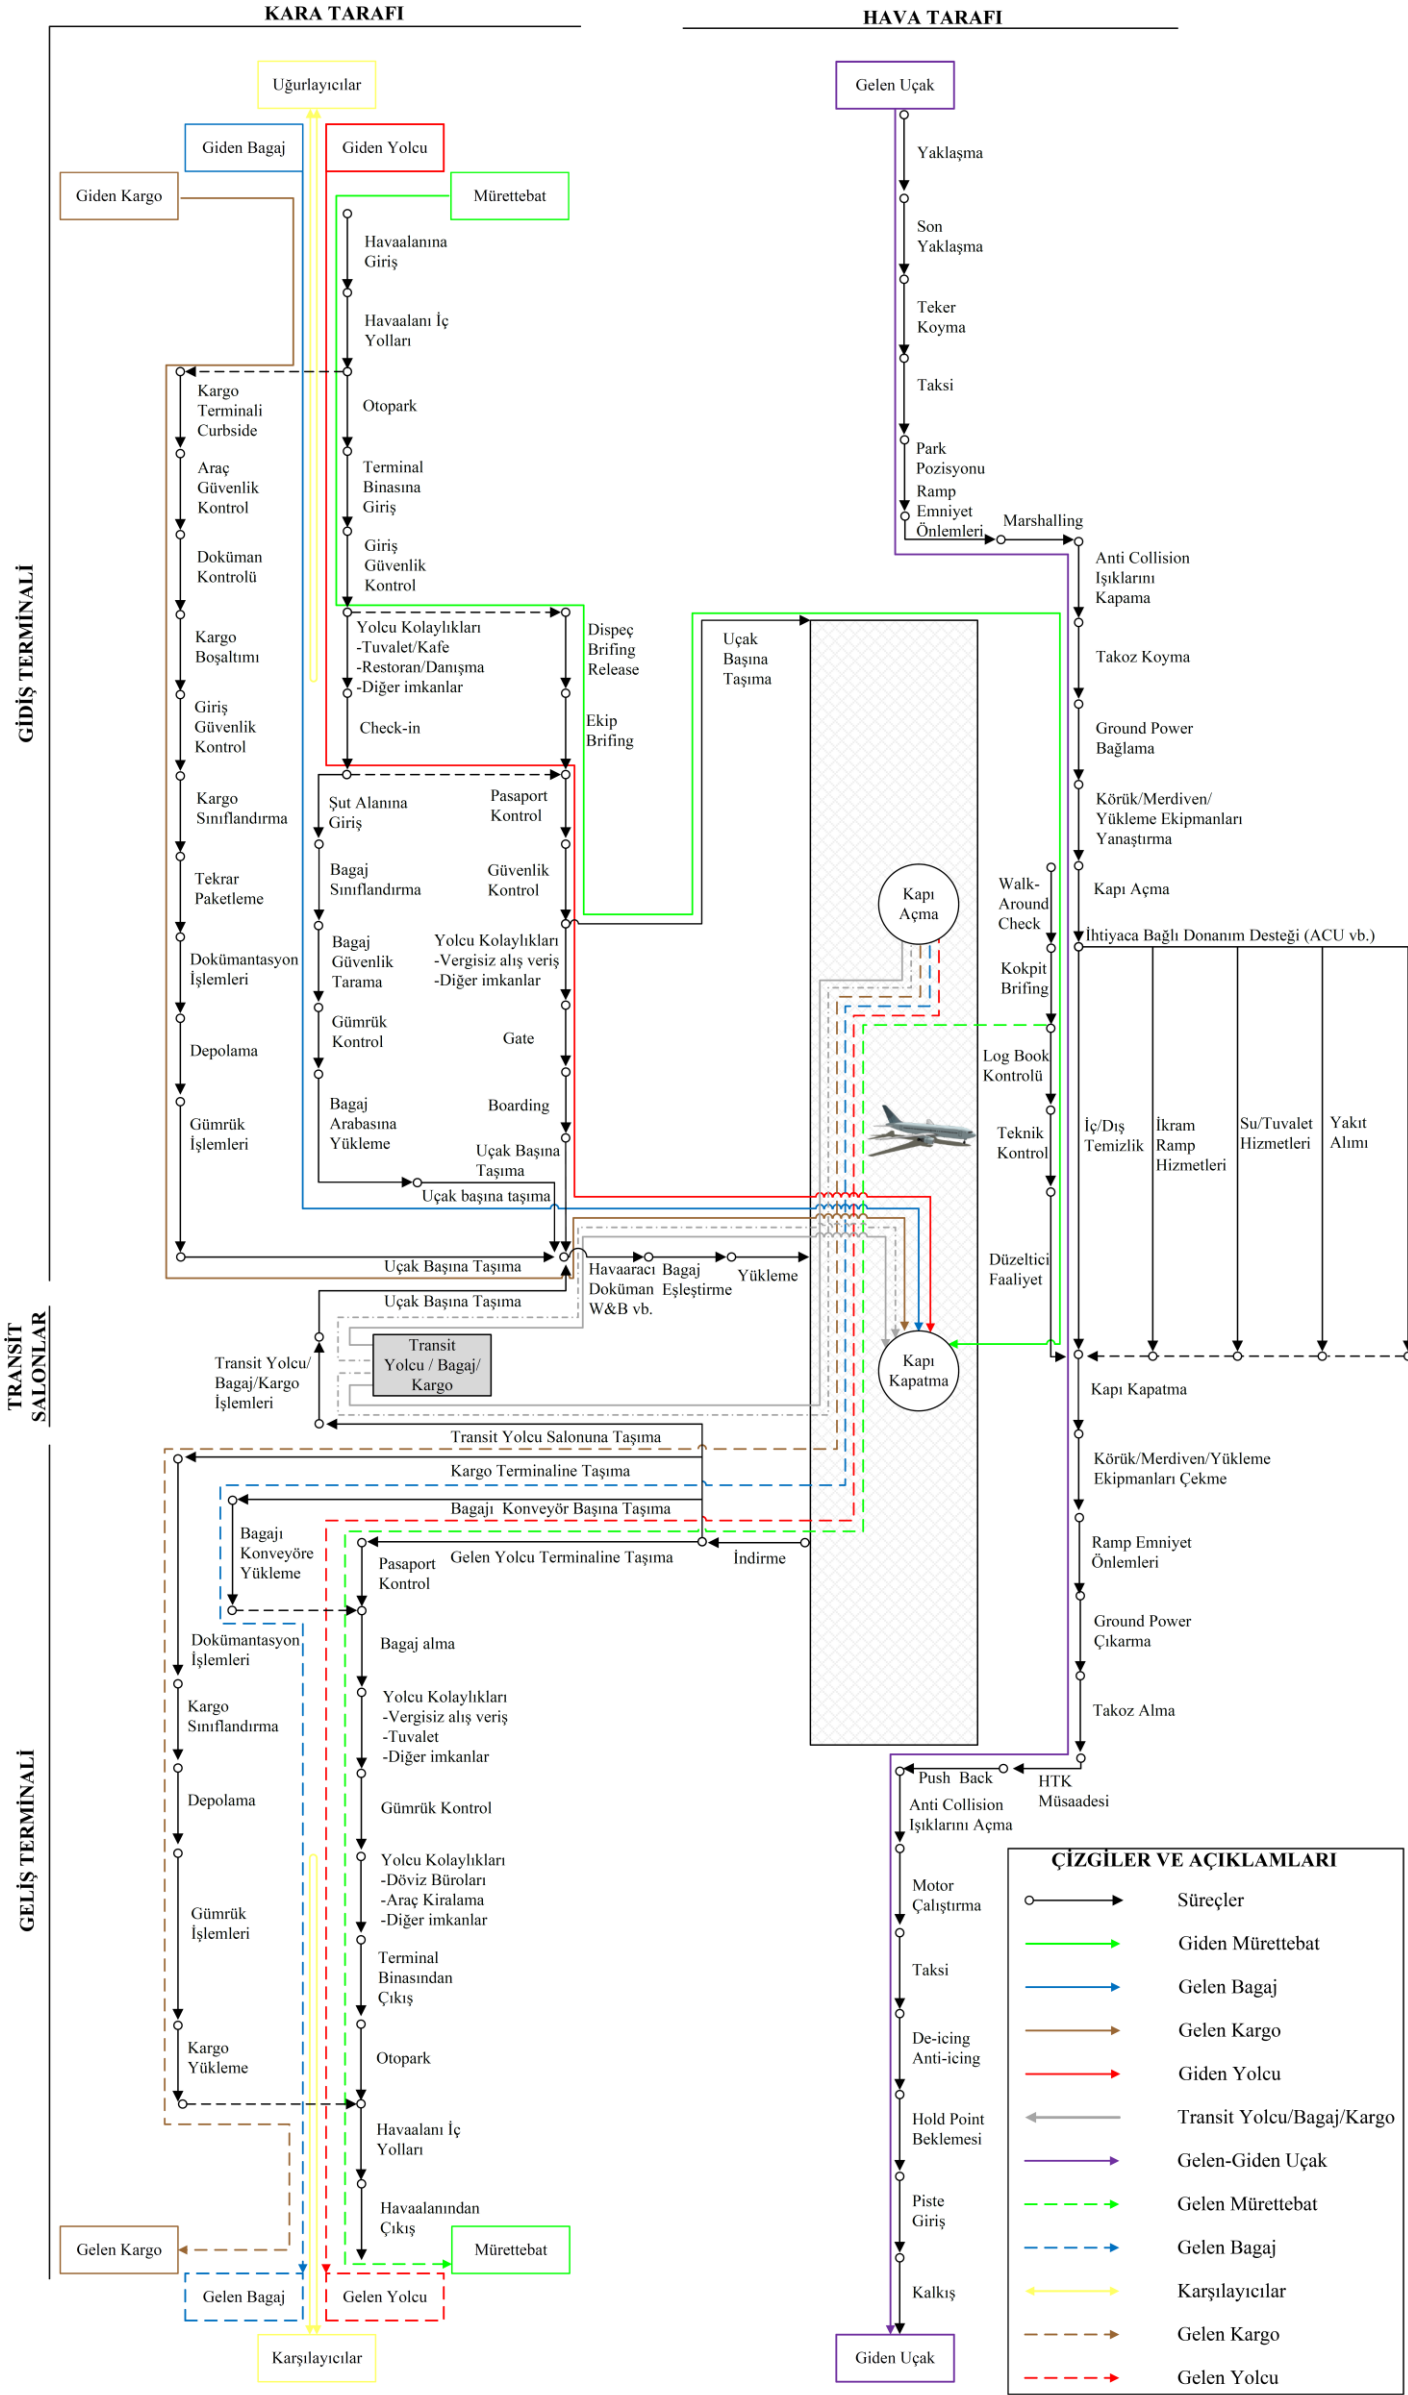 KARA TARAFI
HAVA TARAFI
GİDİŞ TERMİNALİ
TRANSİT
SALONLAR
GELİŞ TERMİNALİ
Uğurlayıcılar
Giden Bagaj
Giden Yolcu
Giden Kargo
Mürettebat
Havaalanına
Giriş
Havaalanı İç
Yolları
Otopark
Terminal
Binasına
Giriş
Giriş
Güvenlik
Kontrol
Yolcu Kolaylıkları
-Tuvalet/Kafe
-Restoran/Danışma
-Diğer imkanlar
Check-in
Kargo
Terminali
Curbside
Araç
Güvenlik
Kontrol
Doküman
Kontrolü
Kargo
Boşaltımı
Giriş
Güvenlik
Kontrol
Kargo
Sınıflandırma
Tekrar
Paketleme
Dokümantasyon
İşlemleri
Depolama
Gümrük
İşlemleri
Uçak Başına Taşıma
Şut Alanına
Giriş
Bagaj
Sınıflandırma
Bagaj
Güvenlik
Tarama
Gümrük
Kontrol
Bagaj
Arabasına
Yükleme
Uçak başına taşıma
Dispeç
Brifing
Release
Ekip
Brifing
Pasaport
Kontrol
Güvenlik
Kontrol
Yolcu Kolaylıkları
-Vergisiz alış veriş
-Diğer imkanlar
Gate
Boarding
Uçak Başına
Taşıma
Uçak
Başına
Taşıma
Havaaracı
Doküman
W&B vb.
Bagaj
Eşleştirme
Yükleme
Uçak Başına Taşıma
Transit Yolcu/
Bagaj/Kargo
İşlemleri
Transit
Yolcu / Bagaj/
Kargo
Transit Yolcu Salonuna Taşıma
Kargo Terminaline Taşıma
Bagajı Konveyör Başına Taşıma
Gelen Yolcu Terminaline Taşıma
İndirme
Bagajı
Konveyöre
Yükleme
Dokümantasyon
İşlemleri
Kargo
Sınıflandırma
Depolama
Gümrük
İşlemleri
Kargo
Yükleme
Pasaport
Kontrol
Bagaj alma
Yolcu Kolaylıkları
-Vergisiz alış veriş
-Tuvalet
-Diğer imkanlar
Gümrük Kontrol
Yolcu Kolaylıkları
-Döviz Büroları
-Araç Kiralama
-Diğer imkanlar
Terminal
Binasından
Çıkış
Otopark
Havaalanı İç
Yolları
Havaalanından
Çıkış
Gelen Kargo
Mürettebat
Gelen Bagaj
Gelen Yolcu
Karşılayıcılar
Gelen Uçak
Yaklaşma
Son
Yaklaşma
Teker
Koyma
Taksi
Park
Pozisyonu
Ramp
Emniyet
Önlemleri
Marshalling
Anti Collision
Işıklarını
Kapama
Takoz Koyma
Ground Power
Bağlama
Körük/Merdiven/
Yükleme Ekipmanları
Yanaştırma
Kapı Açma
İhtiyaca Bağlı Donanım Desteği (ACU vb.)
Kapı
Açma
Walk-
Around
Check
Kokpit
Brifing
Log Book
Kontrolü
Teknik
Kontrol
Düzeltici
Faaliyet
İç/Dış
Temizlik
İkram
Ramp
Hizmetleri
Su/Tuvalet
Hizmetleri
Yakıt
Alımı
Kapı
Kapatma
Kapı Kapatma
Körük/Merdiven/Yükleme
Ekipmanları Çekme
Ramp Emniyet
Önlemleri
Ground Power
Çıkarma
Takoz Alma
HTK
Müsaadesi
Push Back
Anti Collision
Işıklarını Açma
Motor
Çalıştırma
Taksi
De-icing
Anti-icing
Hold Point
Beklemesi
Piste
Giriş
Kalkış
Giden Uçak
ÇİZGİLER VE AÇIKLAMLARI
Süreçler
Giden Mürettebat
Gelen Bagaj
Gelen Kargo
Giden Yolcu
Transit Yolcu/Bagaj/Kargo
Gelen-Giden Uçak
Gelen Mürettebat
Gelen Bagaj
Karşılayıcılar
Gelen Kargo
Gelen Yolcu